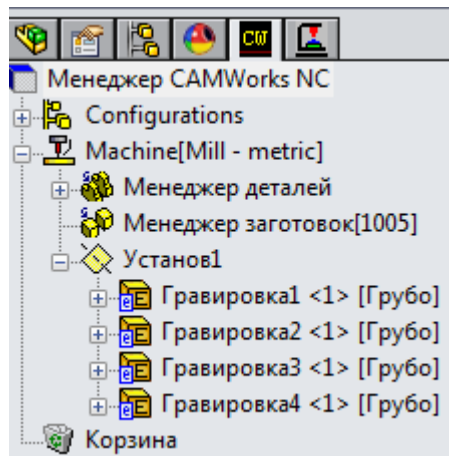 CW
Менеджер CAMWorks NC
Configurations
Machine[Mill - metric]
Менеджер деталей
Менеджер заготовок[1005]
Установ1
Гравировка1 <1> [Грубо]
Гравировка2 <1> [Грубо]
Гравировка3 <1> [Грубо]
Гравировка4 <1> [Грубо]
Корзина